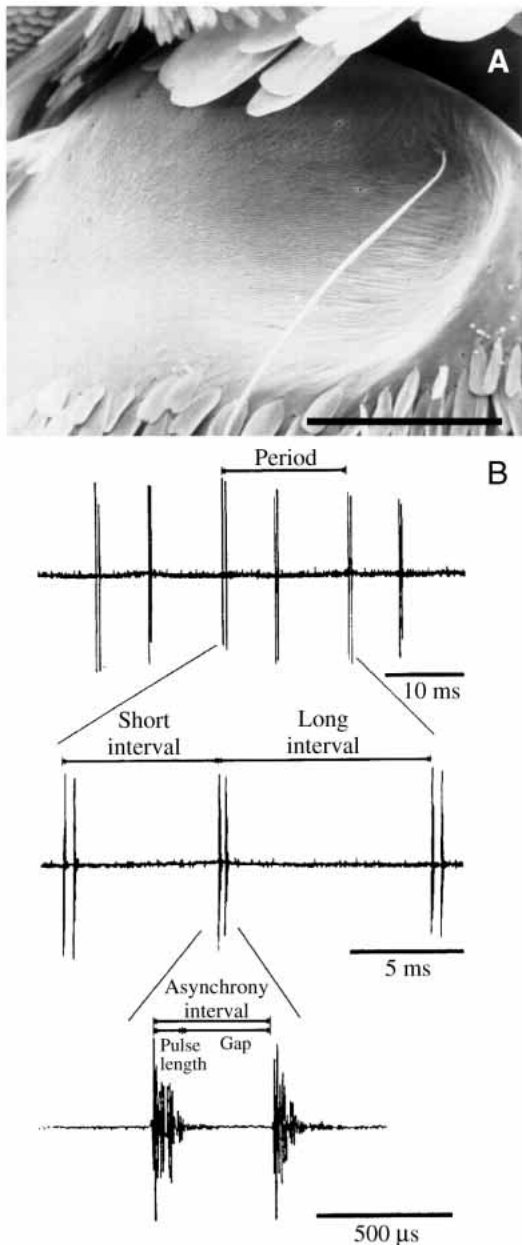 A
B
Period
10 ms
Short interval
Long interval
5 ms
Asynchrony interval
Pulse length
Gap
500 µs